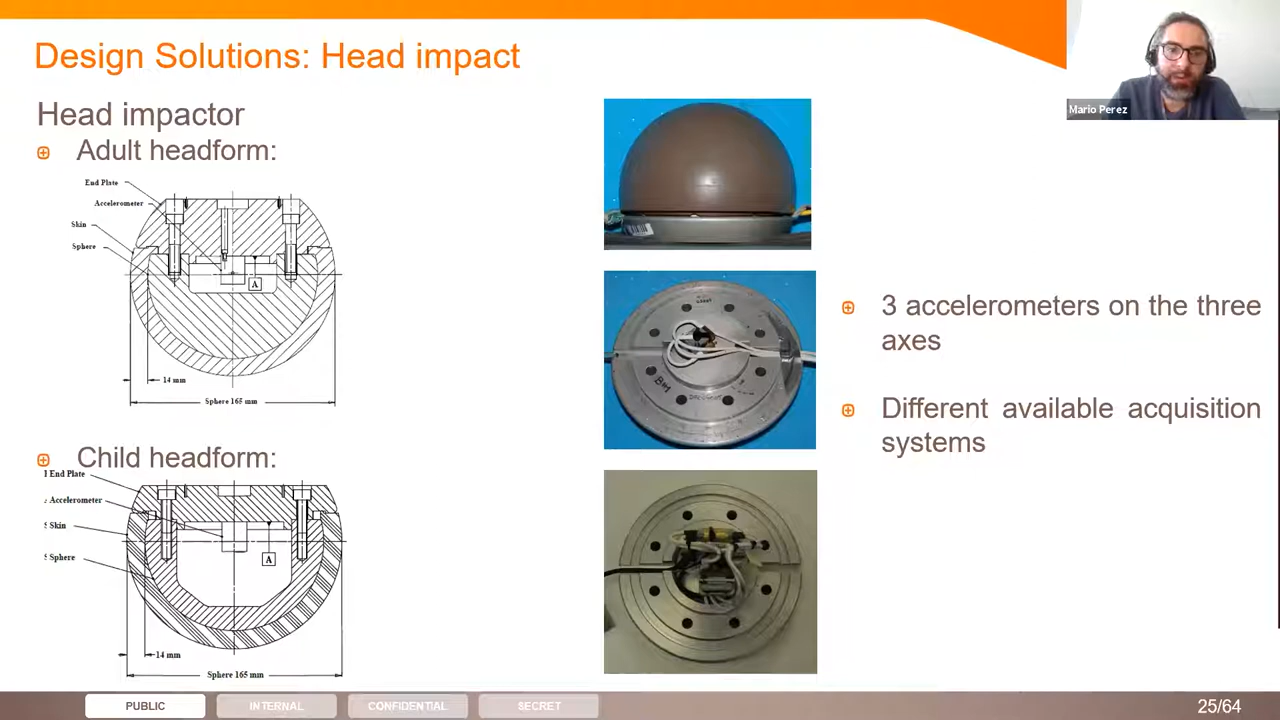 Design Solutions: Head impact
Mario Perez
Head impactor
Adult headform:
End Plate
Accelerometer
Skin
Sphere
A
14 mm
Sphere 165 mm
3 accelerometers on the three
axes
Different available acquisition
systems
Child headform:
End Plate
Accelerometer
Skin
Sphere
A
14 mm
Sphere 165 mm
PUBLIC
INTERNAL
CONFIDENTIAL
SECRET
25/64